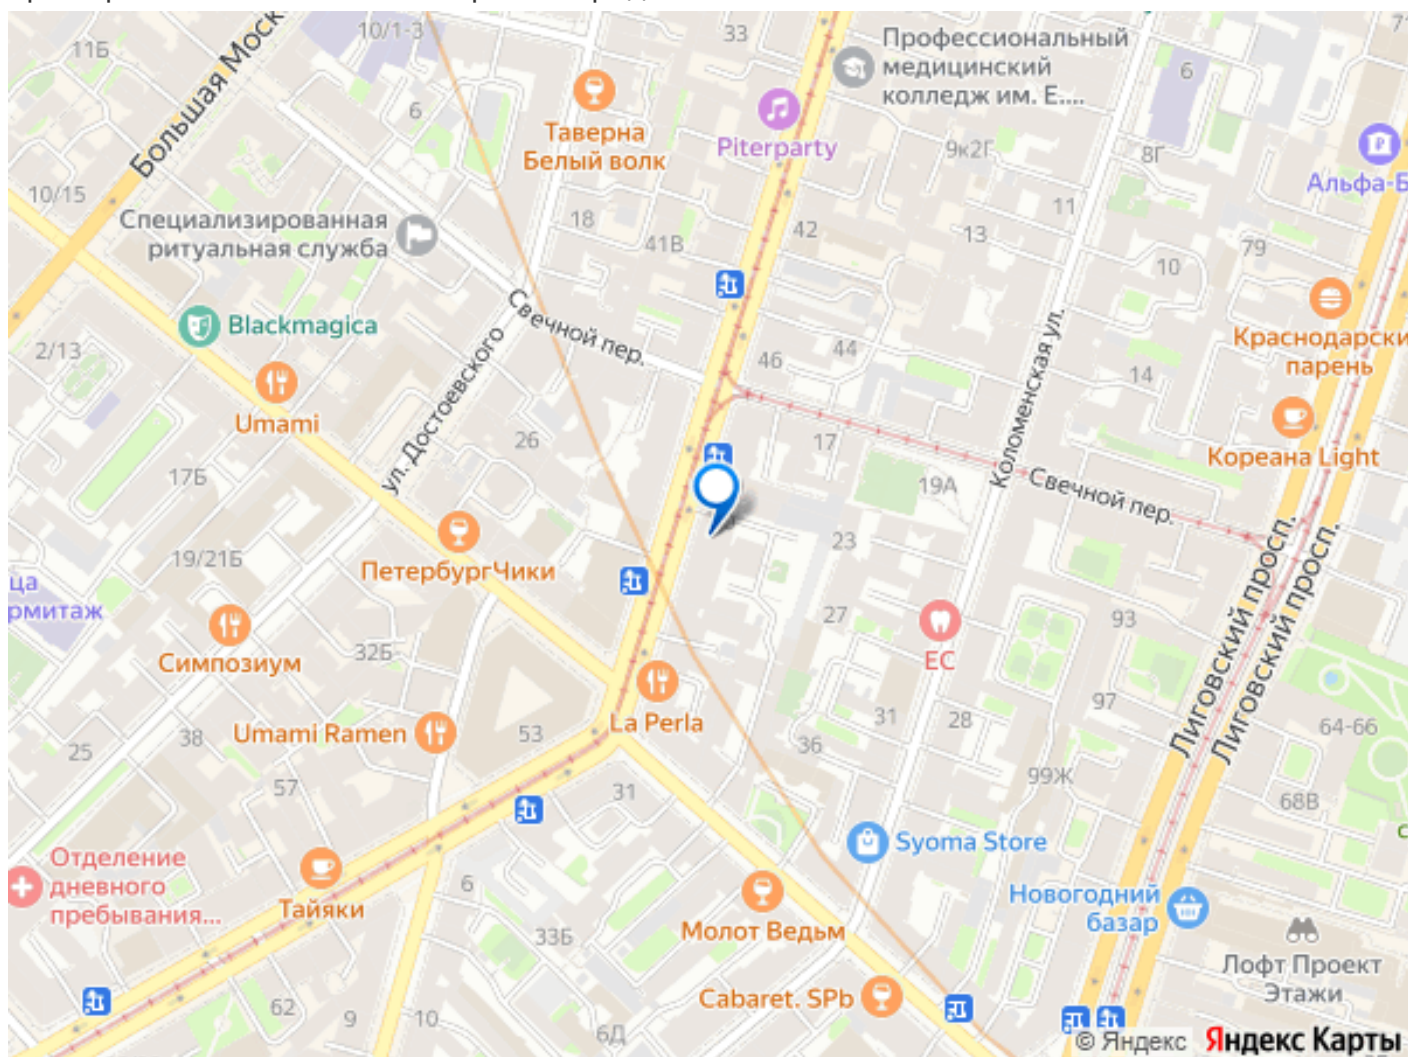 10/1-3
33
Профессиональный
медицинский
колледж им. Е....
11Б
Большая Моск
6
6
Таверна
Белый волк
Piterparty
9к2Г
8Г
Альфа-Б
10/15
Специализированная
ритуальная служба
18
41В
42
11
13
79
10
Свечной пер.
Blackmagica
2/13
ул. Достоевского
46
44
Коломенская ул.
14
Краснодарски
парень
Umami
26
17
17Б
19А
Свечной пер.
Кореана Light
19/21Б
ПетербургЧики
23
Лиговский просп.
Лиговский просп.
ца
рмитаж
27
93
ЕС
Симпозиум
32Б
97
La Perla
31
28
64-66
Umami Ramen
53
25
38
36
57
31
99Ж
68В
Syoma Store
Отделение
дневного
пребывания...
6
Тайяки
Новогодний
базар
Молот Ведьм
33Б
Лофт Проект
Этажи
Cabaret. SPb
62
9
10
6Д
© Яндекс Яндекс Карты